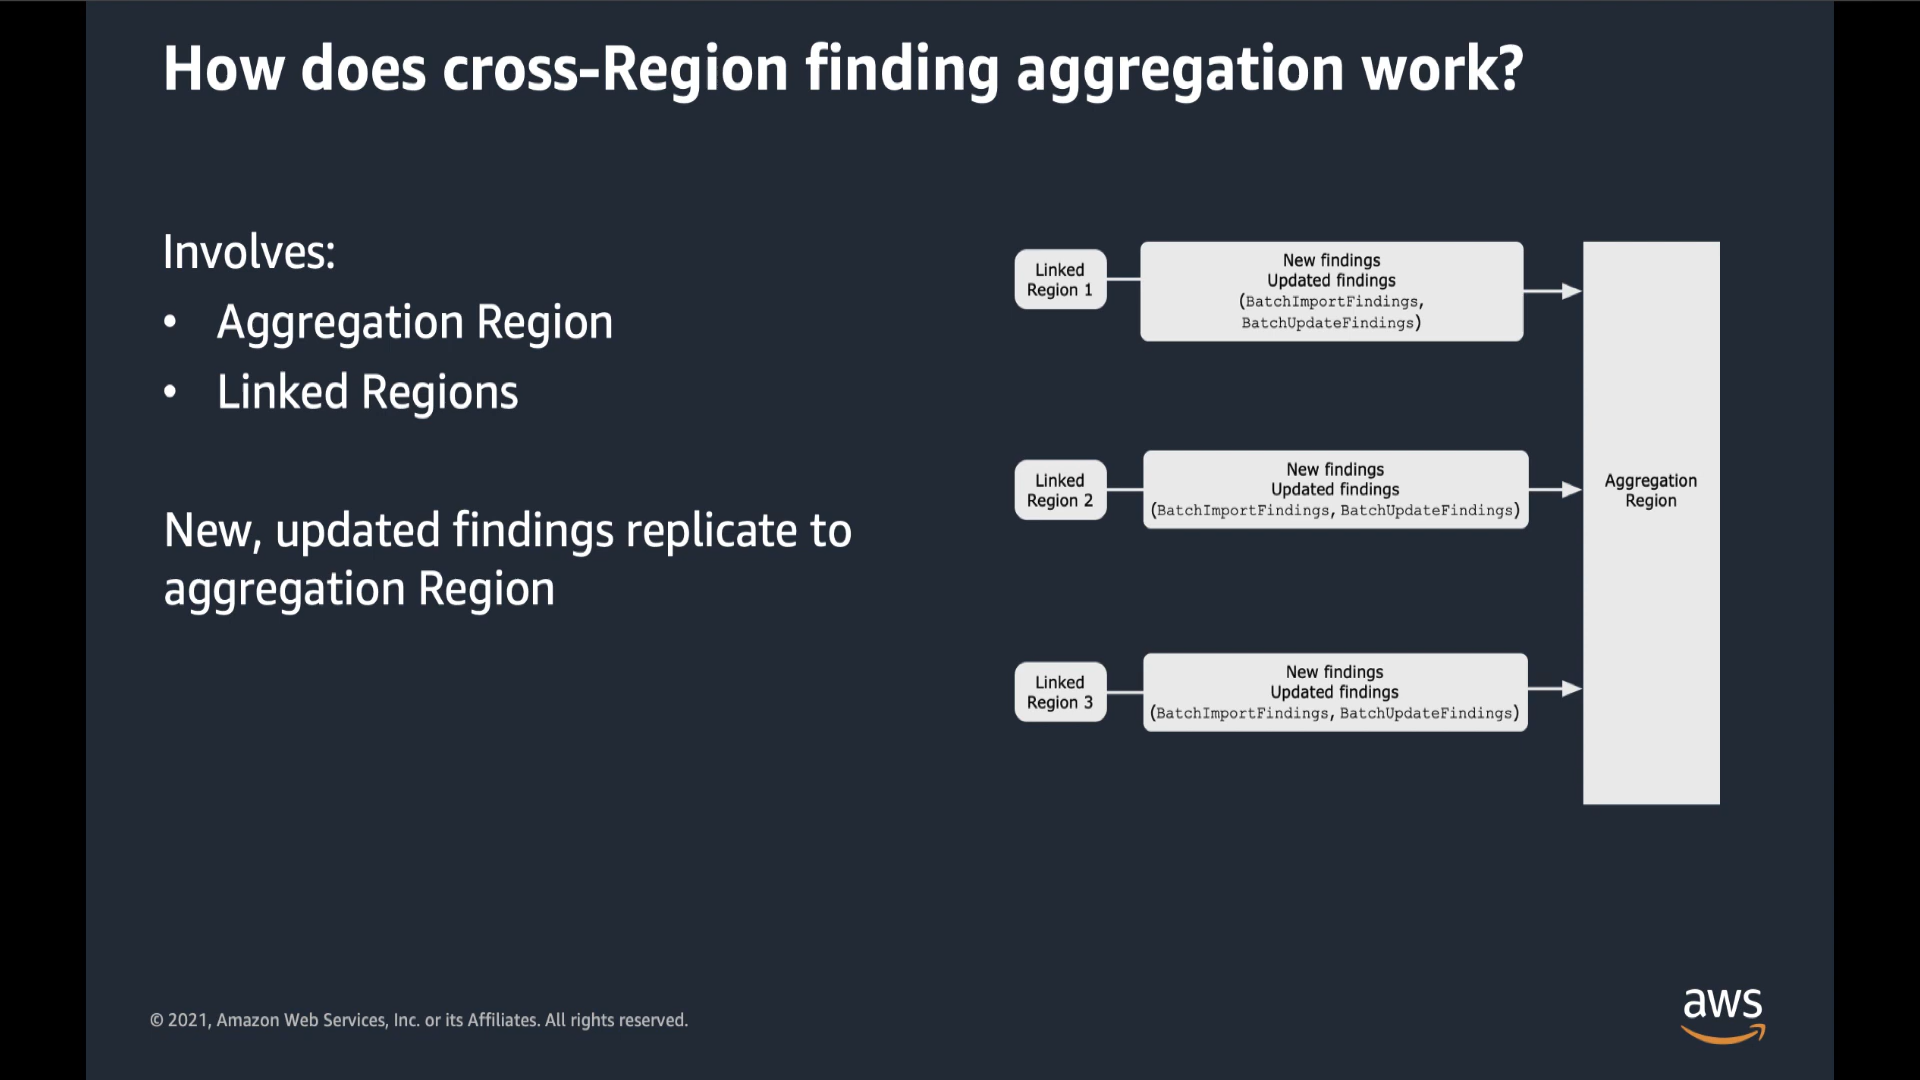 How does cross-Region finding aggregation work?
Involves:
• Aggregation Region
• Linked Regions
New, updated findings replicate to
aggregation Region
Linked
Region 1
New findings
Updated findings
(BatchImportFindings,
BatchUpdateFindings)
Linked
Region 2
New findings
Updated findings
(BatchImportFindings, BatchUpdateFindings)
Linked
Region 3
New findings
Updated findings
(BatchImportFindings, BatchUpdateFindings)
Aggregation
Region
© 2021, Amazon Web Services, Inc. or its Affiliates. All rights reserved.
aws